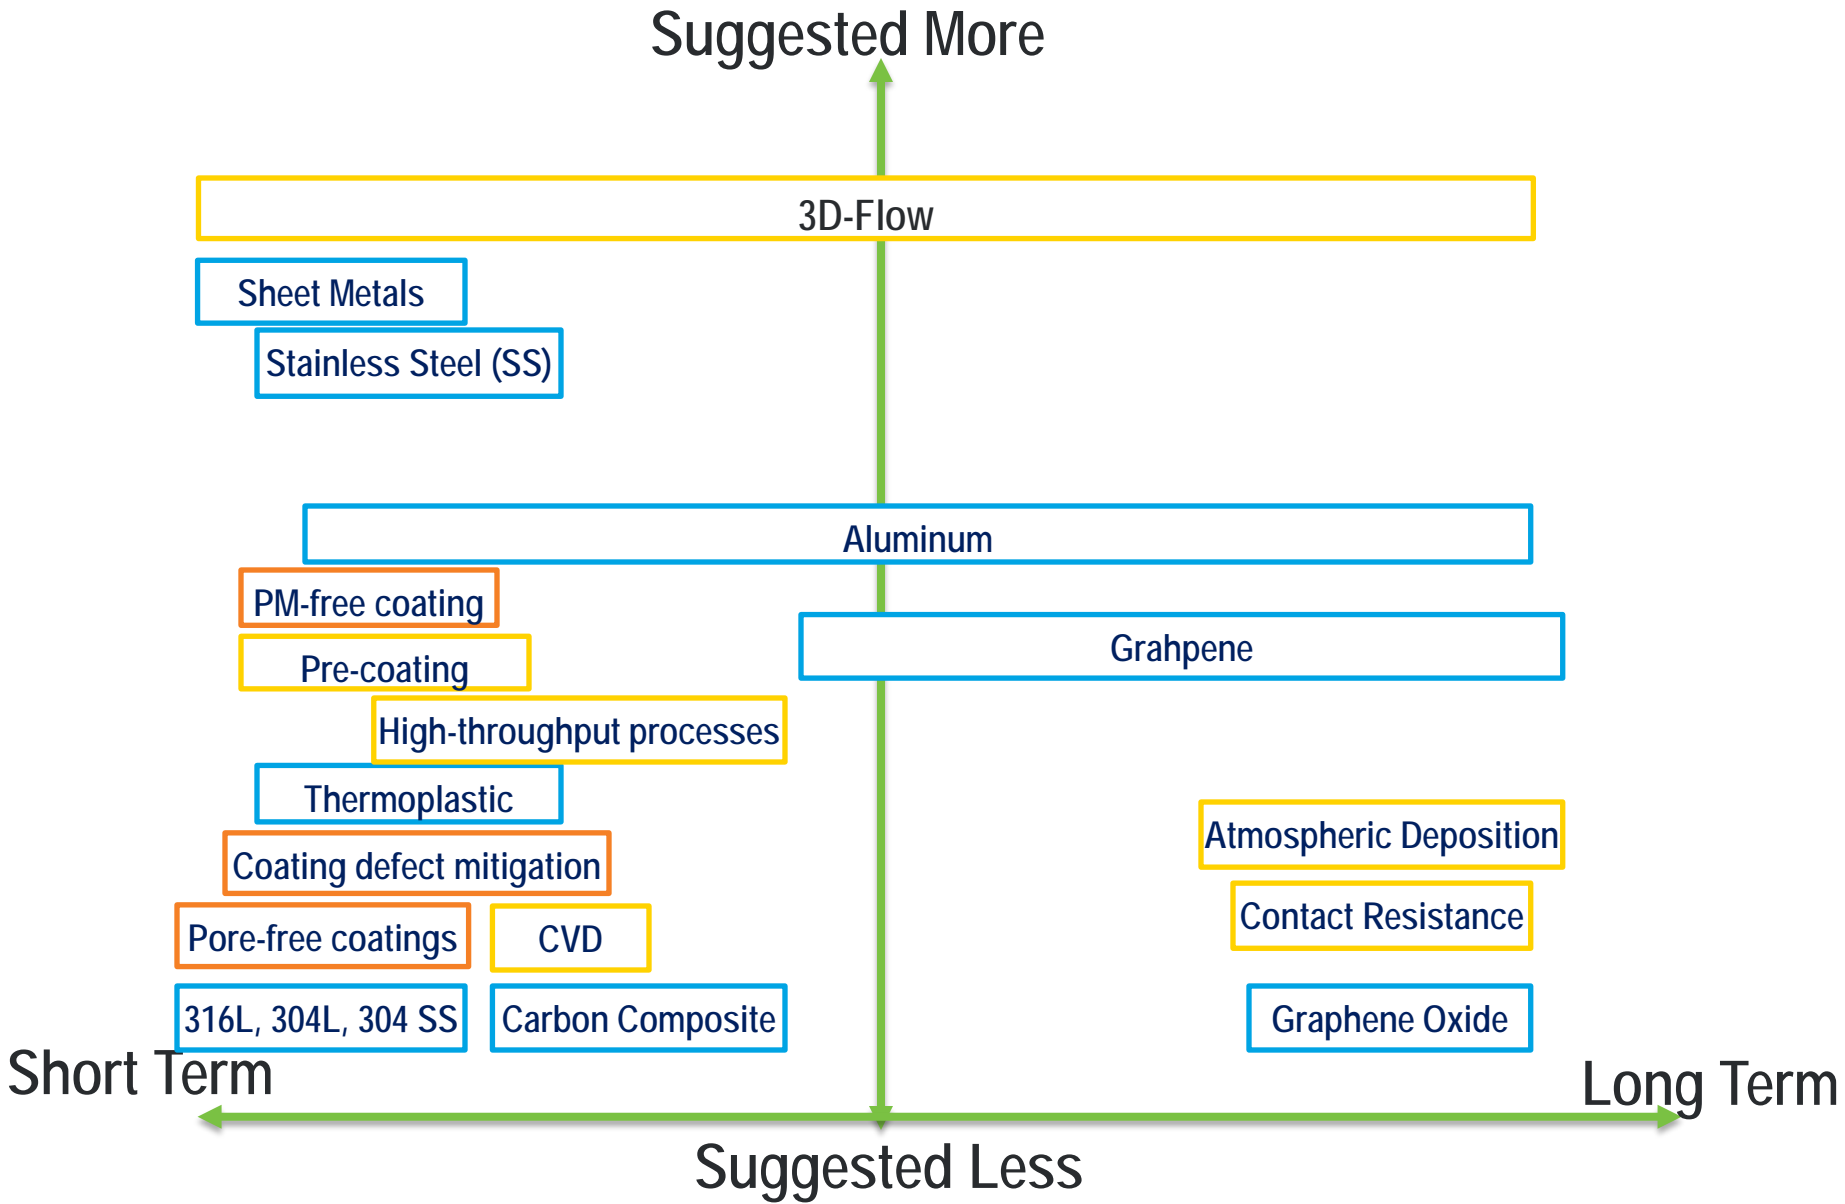 Suggested More
3D-Flow
Sheet Metals
Stainless Steel (SS)
Aluminum
PM-free coating
Grahpene
Pre-coating
High-throughput processes
Thermoplastic
Atmospheric Deposition
Coating defect mitigation
Contact Resistance
Pore-free coatings
CVD
316L, 304L, 304 SS
Carbon Composite
Graphene Oxide
Short Term
Long Term
Suggested Less